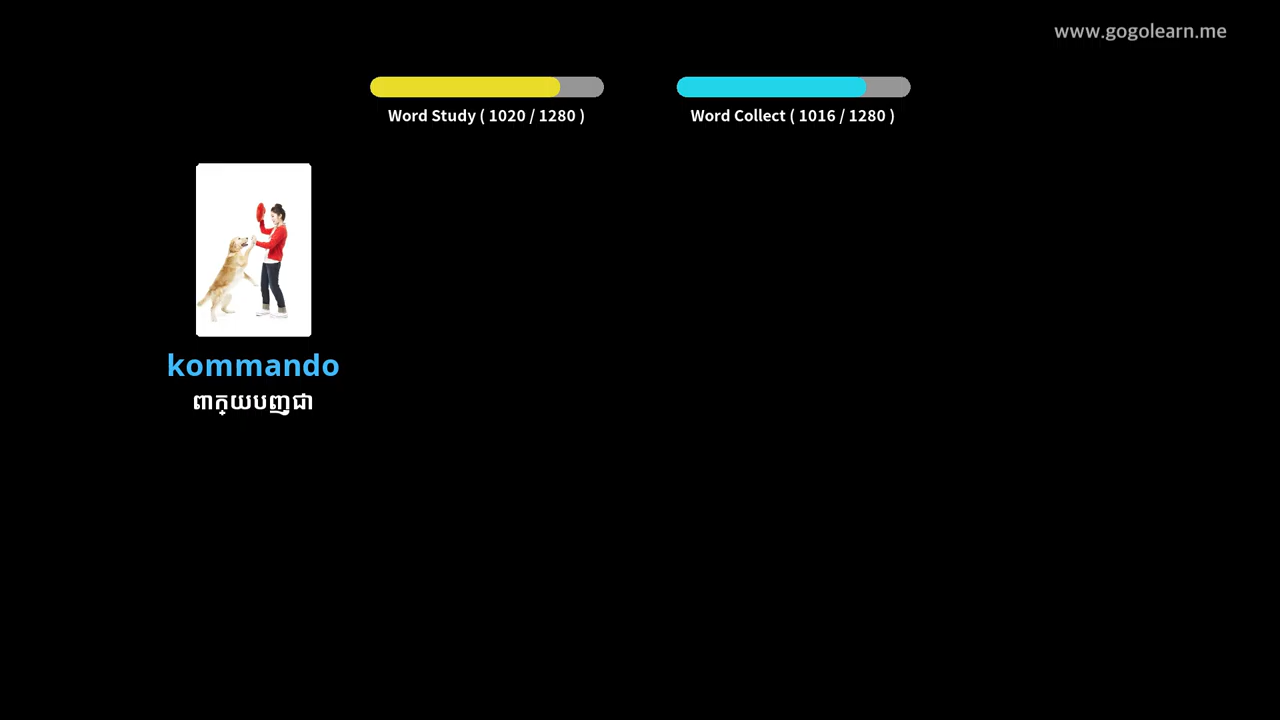 www.gogolearn.me
Word Study ( 1020 / 1280 )
Word Collect ( 1016 / 1280 )
kommando
ពាក្យបញ្ជា